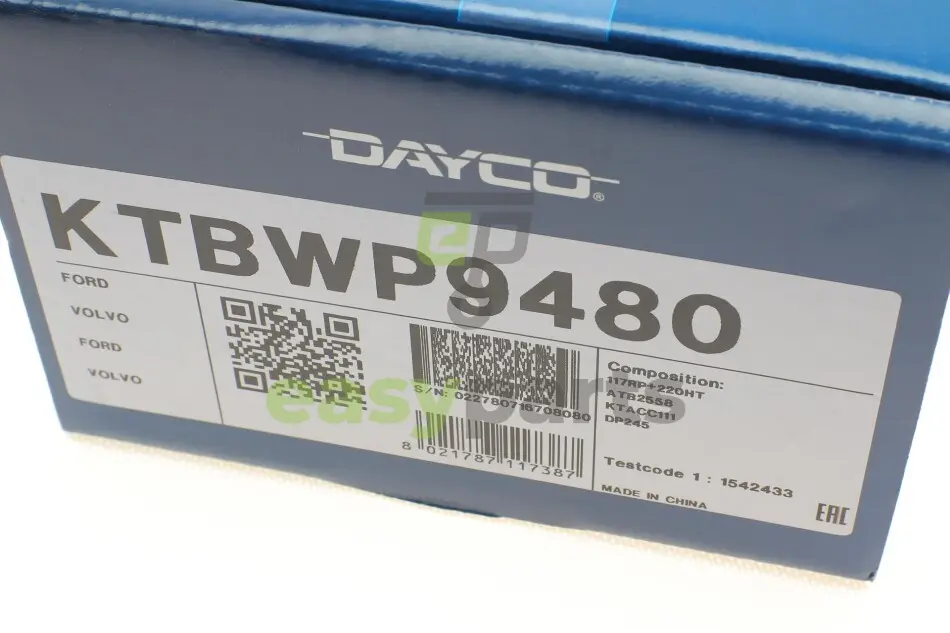 DAYCO®
KTBWP9480
FORD
VOLVO
FORD
VOLVO
S/N: 022780716708080
8 021787 117387
Composition:
117RP+220HT
ATB2558
KTACC111
DP245
Testcode 1 : 1542433
MADE IN CHINA
EAC
easyparts